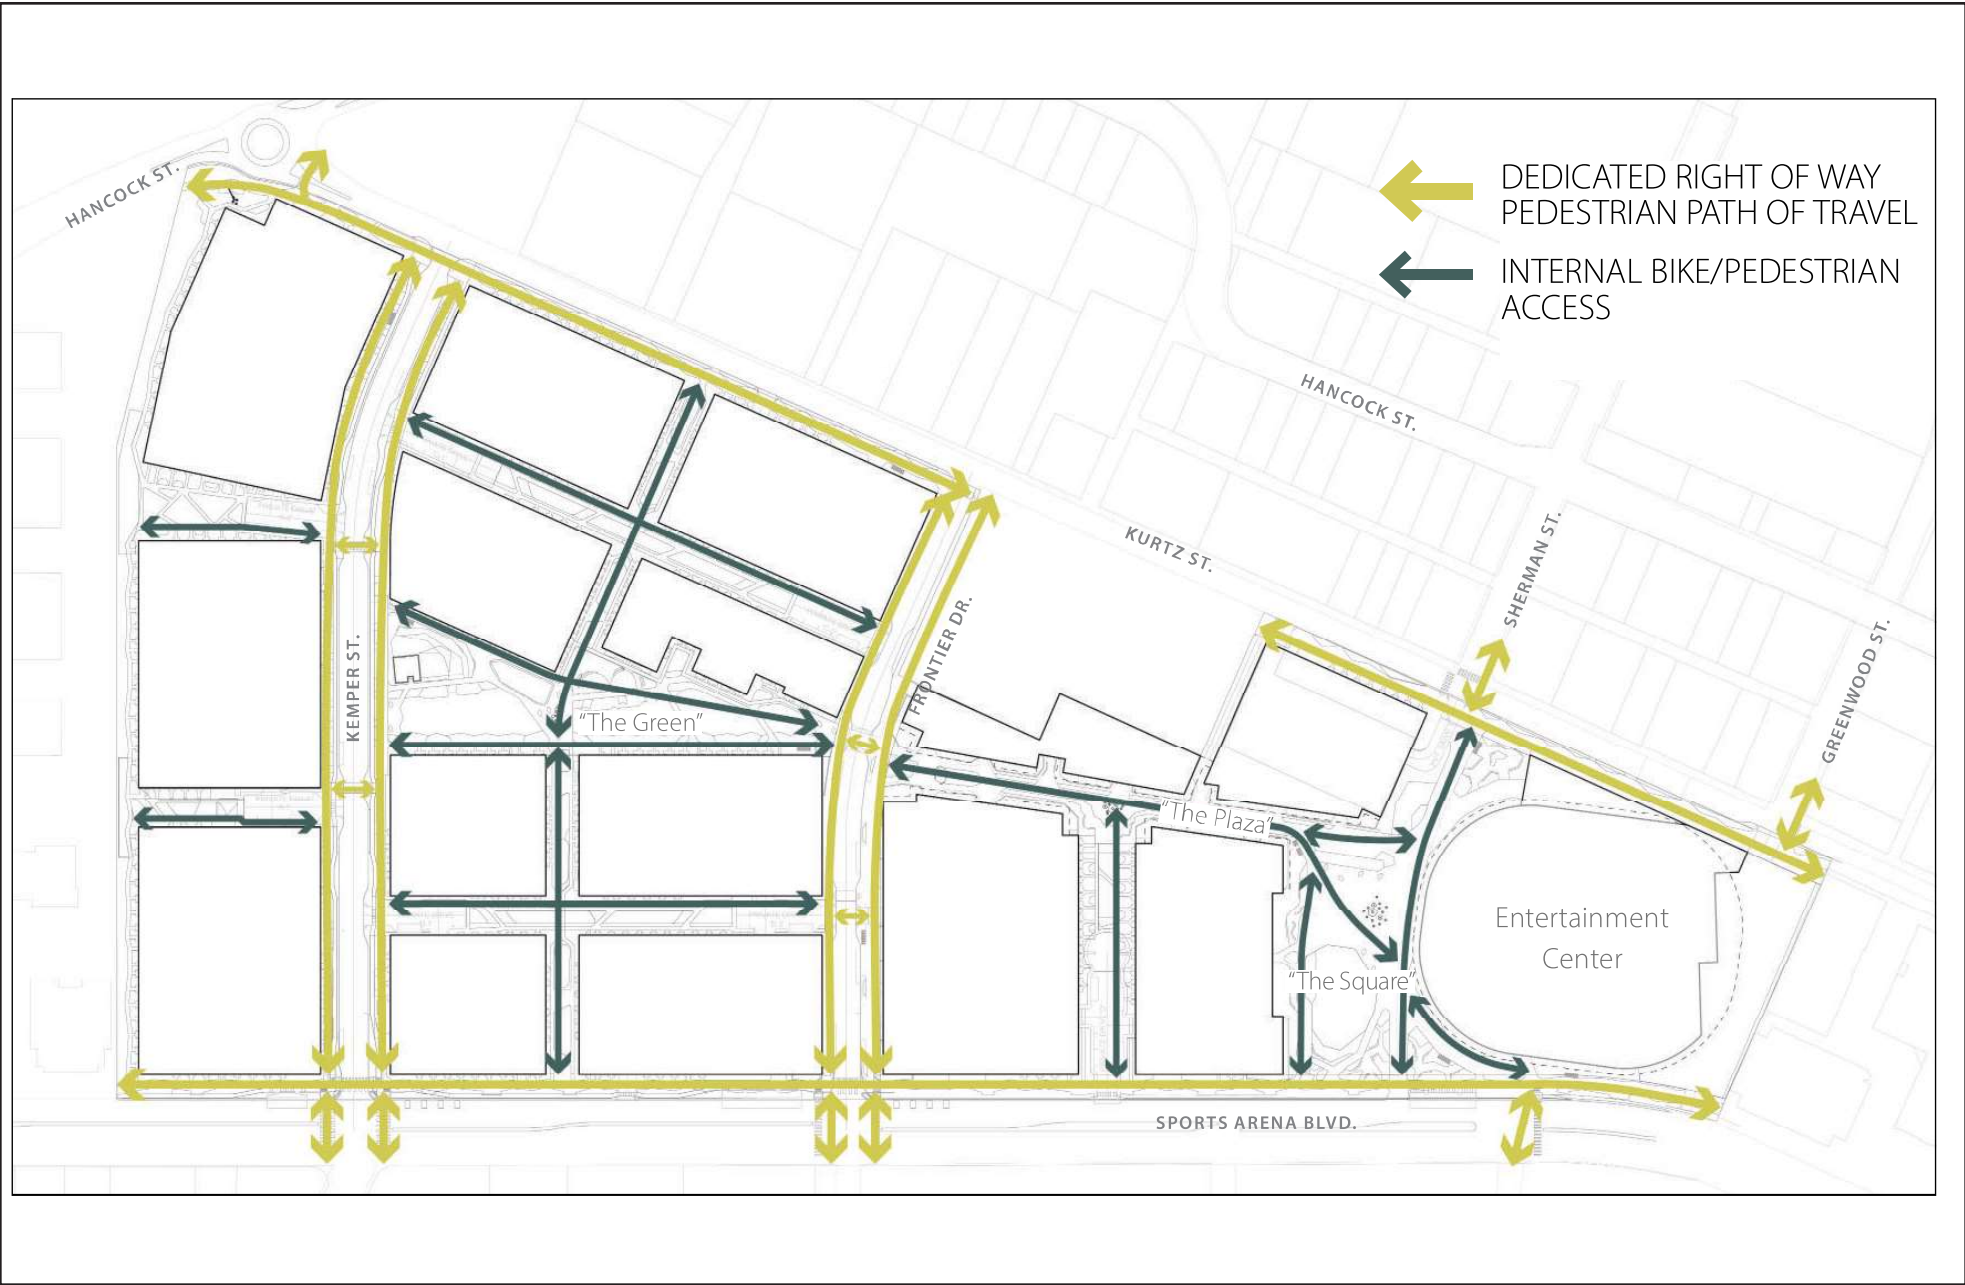 HANCOCK ST.
DEDICATED RIGHT OF WAY
PEDESTRIAN PATH OF TRAVEL
INTERNAL BIKE/PEDESTRIAN
ACCESS
HANCOCK ST.
KURTZ ST.
SHERMAN ST.
GREENWOOD ST.
KEMPER ST.
FRONTIER DR.
“The Green”
“The Plaza”
Entertainment
Center
“The Square”
SPORTS ARENA BLVD.